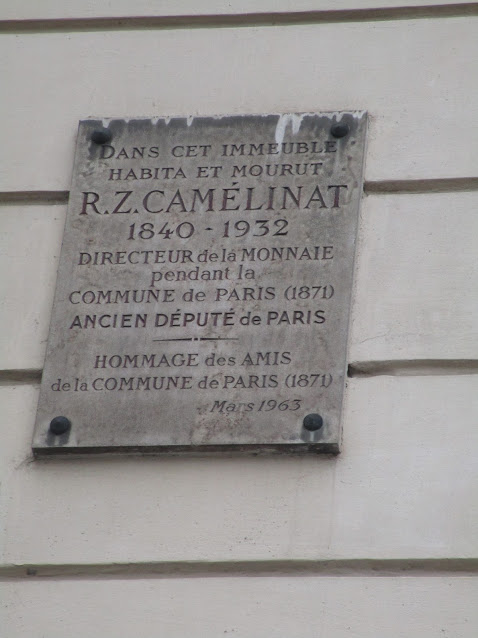 DANS CET IMMEUBLE
HABITA ET MOURUT
R.Z.CAMÉLINAT
1840 - 1932
DIRECTEUR de la MONNAIE
pendant la
COMMUNE de PARIS (1871)
ANCIEN DÉPUTÉ de PARIS
HOMMAGE des AMIS
de la COMMUNE de PARIS (1871)
Mars 1963